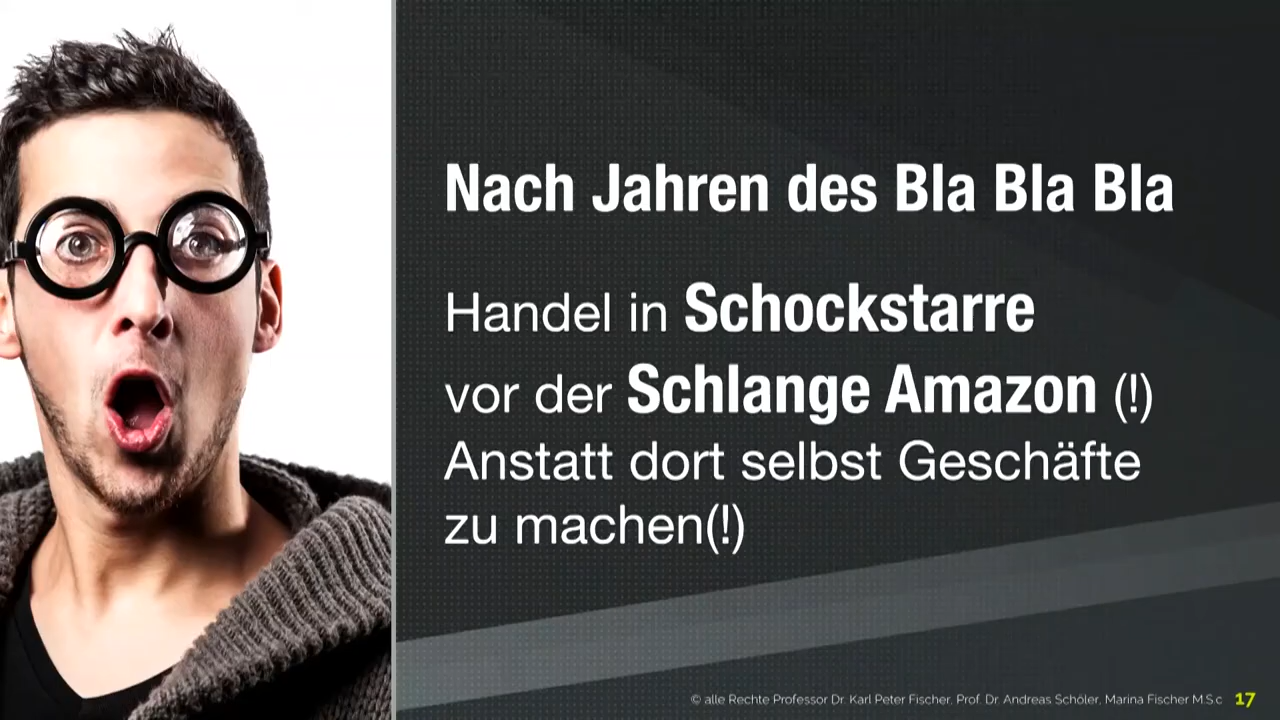 Nach Jahren des Bla Bla Bla
Handel in Schockstarre
vor der Schlange Amazon (!)
Anstatt dort selbst Geschäfte
zu machen(!)
© alle Rechte Professor Dr. Karl Peter Fischer, Prof. Dr. Andreas Schöler, Marina Fischer M.S.c 17